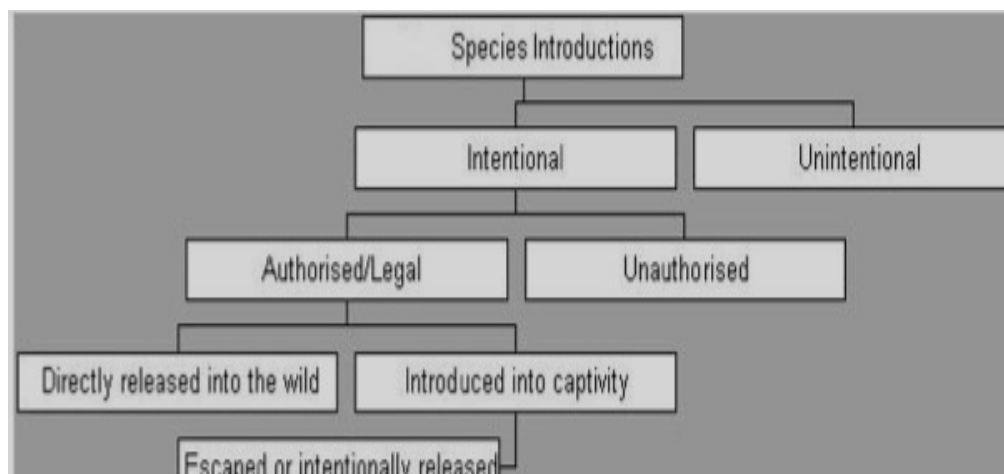 Species Introductions
Intentional
Unintentional
Authorised/Legal
Unauthorised
Directly released into the wild
Introduced into captivity
Escaped or intentionally released